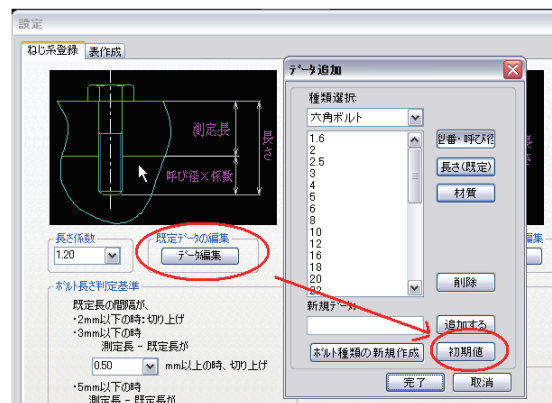 設定
ねじ系登録
表作成
測定長
長さ
呼び径×係数
長さ係数
1.20
既定データの編集
データ編集
ボルト長さ判定基準
既定長の間隔が、
・2mm以下の時:切り上げ
・3mm以下の時
測定長 - 既定長が
0.50
mm以上の時、切り上げ
・5mm以下の時
測定長 - 既定長が
データ追加
種類選択:
六角ボルト
1.6
2
2.5
3
4
5
6
8
10
12
16
18
20
22
型番・呼び径
長さ(既定)
材質
削除
新規データ:
追加する
ボルト種類の新規作成
初期値
完了
取消
編集